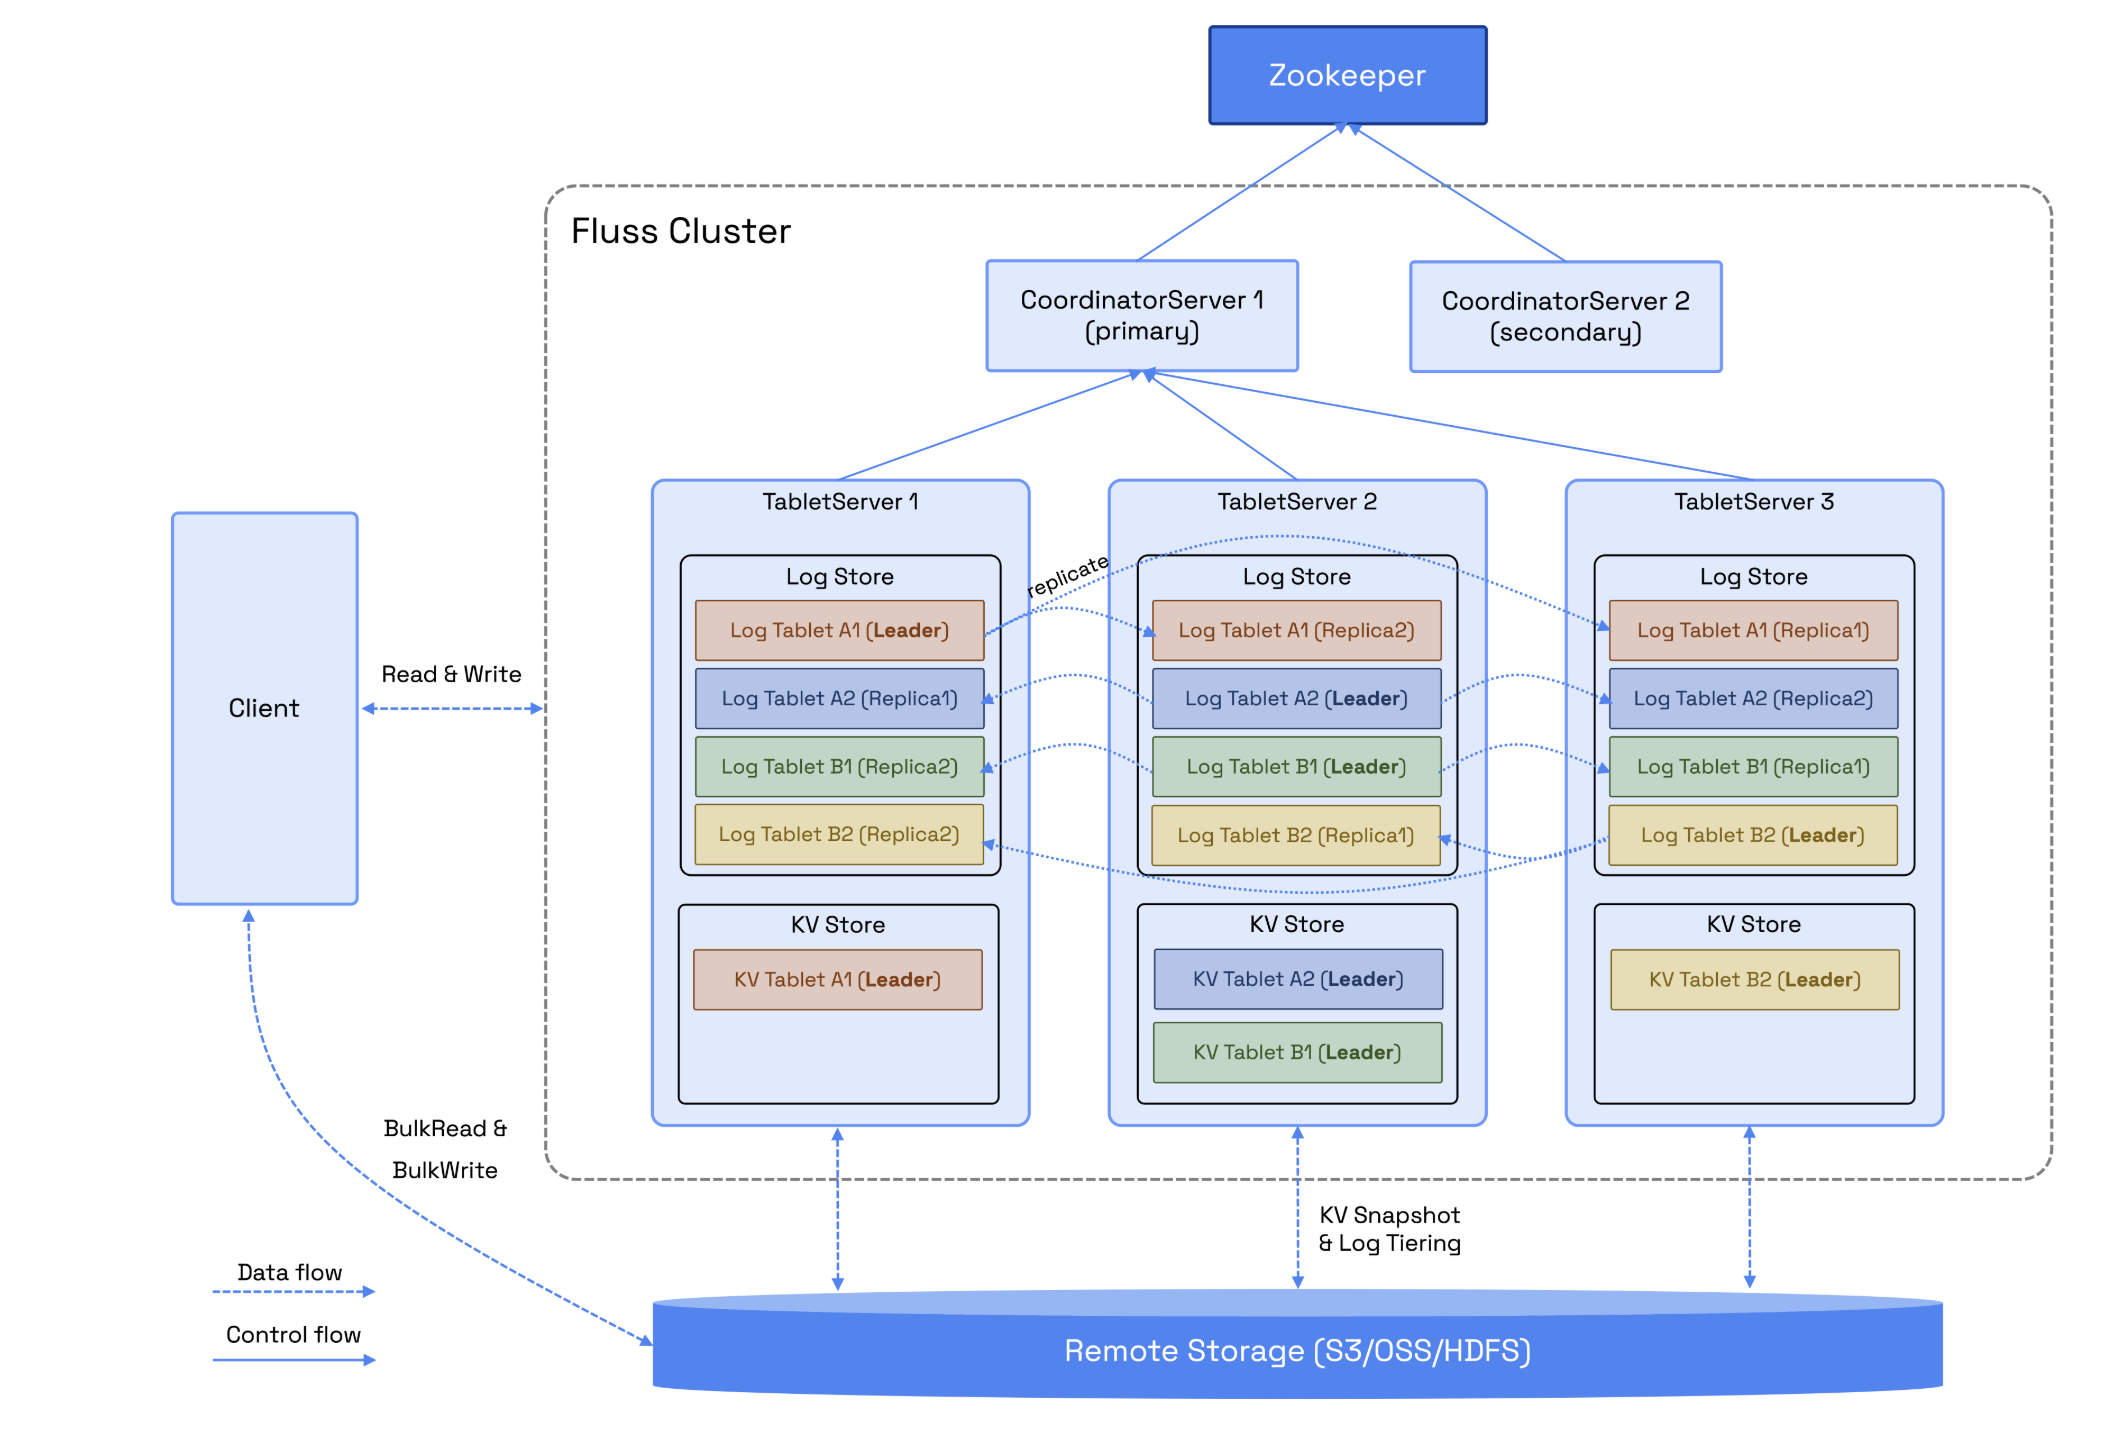 Zookeeper
Fluss Cluster
CoordinatorServer 1
(primary)
CoordinatorServer 2
(secondary)
TabletServer 1
TabletServer 2
TabletServer 3
Log Store
Log Tablet A1 (Leader)
Log Tablet A2 (Replica1)
Log Tablet B1 (Replica2)
Log Tablet B2 (Replica2)
replicate
Log Store
Log Tablet A1 (Replica2)
Log Tablet A2 (Leader)
Log Tablet B1 (Leader)
Log Tablet B2 (Replica1)
Log Store
Log Tablet A1 (Replica1)
Log Tablet A2 (Replica2)
Log Tablet B1 (Replica1)
Log Tablet B2 (Leader)
Client
Read & Write
KV Store
KV Tablet A1 (Leader)
KV Store
KV Tablet A2 (Leader)
KV Tablet B1 (Leader)
KV Store
KV Tablet B2 (Leader)
BulkRead &
BulkWrite
KV Snapshot
& Log Tiering
Data flow
Control flow
Remote Storage (S3/OSS/HDFS)